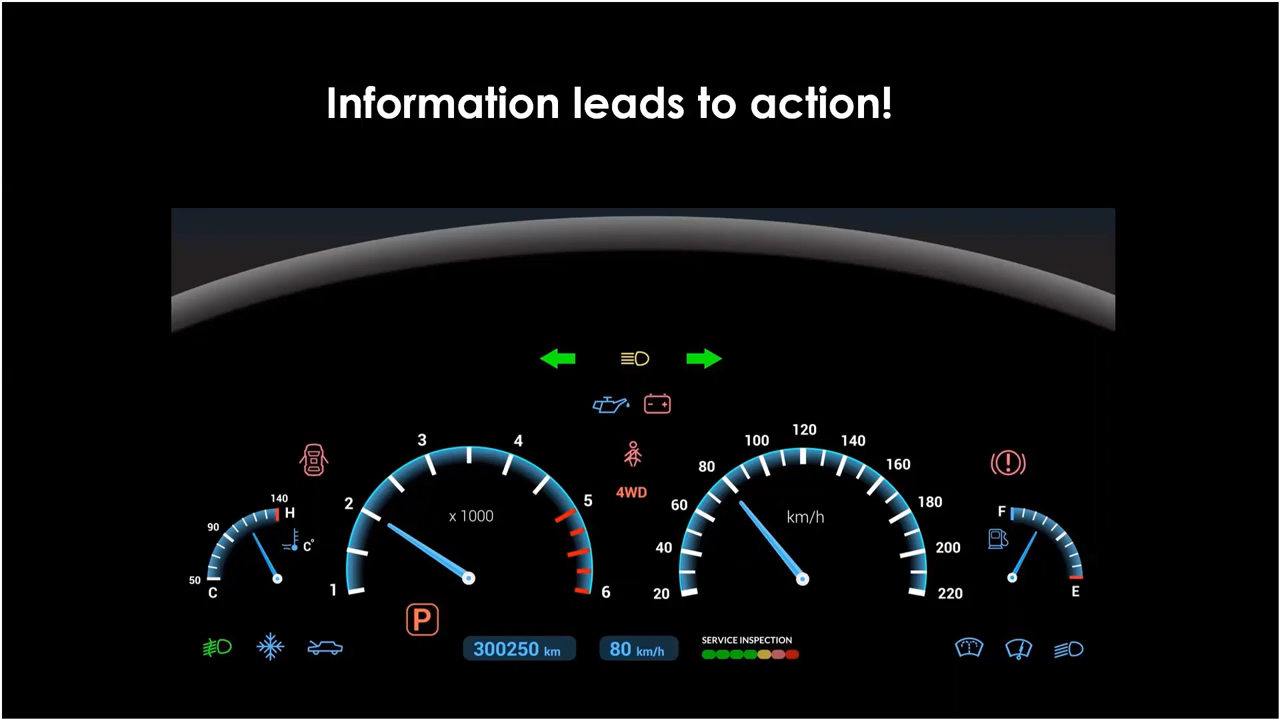 Information leads to action!
3
4
100
120
140
80
160
2
5
4WD
60
180
x 1000
km/h
140
H
90
C°
50
C
F
40
200
1
6
20
220
E
P
300250 km
80 km/h
SERVICE INSPECTION